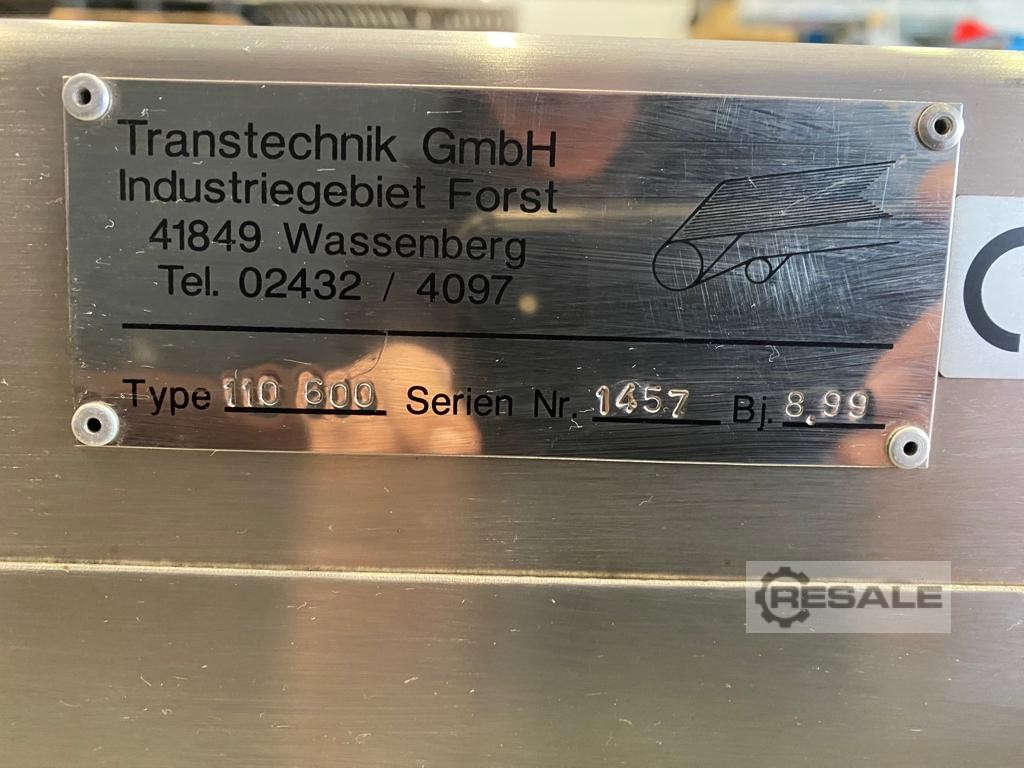 Transtechnik GmbH
Industriegebiet Forst
41849 Wassenberg
Tel. 02432 / 4097
Type 110 600 Serien Nr. 1457 Bj. 8.99
RESALE